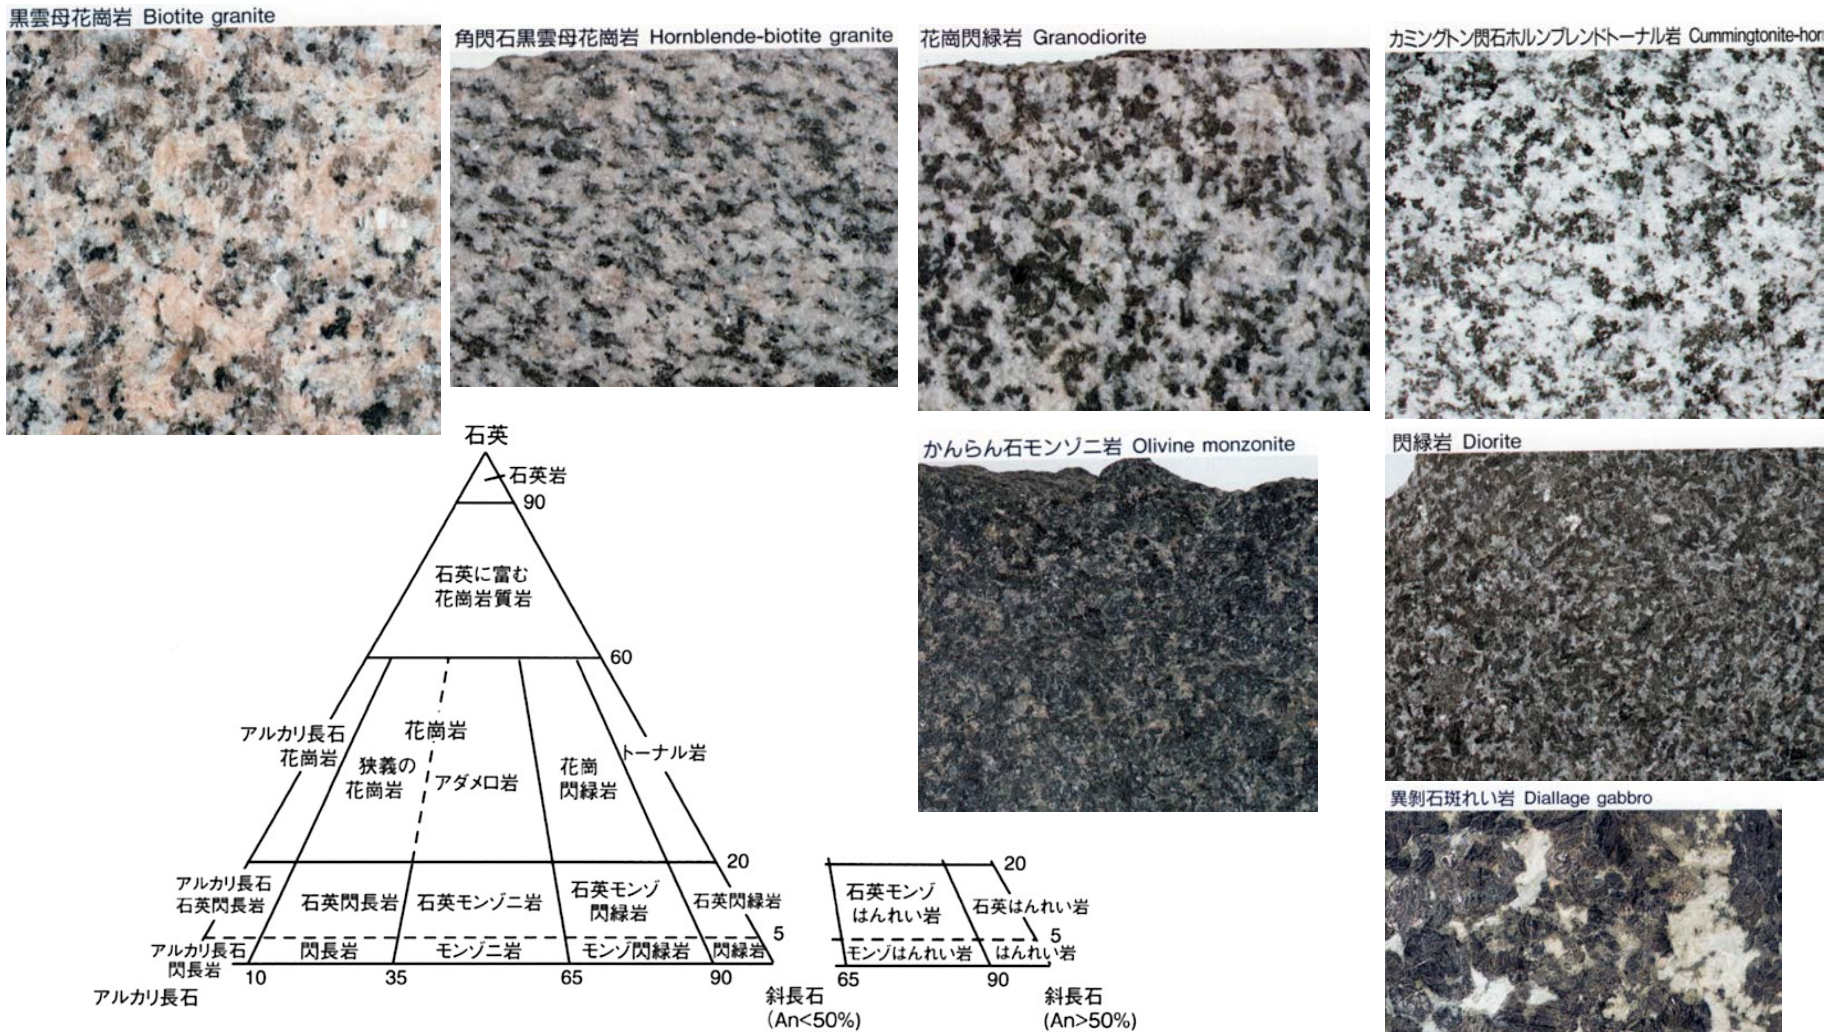 黒雲母花崗岩 Biotite granite
角閃石黒雲母花崗岩 Hornblende-biotite granite
花崗閃緑岩 Granodiorite
カミングトン閃石ホルンブレンドトーナル岩 Cummingtonite-hor
かんらん石モンゾニ岩 Olivine monzonite
閃緑岩 Diorite
異剝石斑れい岩 Diallage gabbro
石英
石英岩
90
石英に富む
花崗岩質岩
60
アルカリ長石
花崗岩
花崗岩
狭義の
花崗岩
アダメロ岩
花崗
閃緑岩
トーナル岩
20
アルカリ長石
石英閃長岩
石英閃長岩
石英モンゾニ岩
石英モンゾ
閃緑岩
石英閃緑岩
5
アルカリ長石
閃長岩
閃長岩
モンゾニ岩
モンゾ閃緑岩
閃緑岩
10
35
65
90
アルカリ長石
斜長石
(An<50%)
20
石英モンゾ
はんれい岩
石英はんれい岩
5
モンゾはんれい岩
はんれい岩
65
90
斜長石
(An>50%)